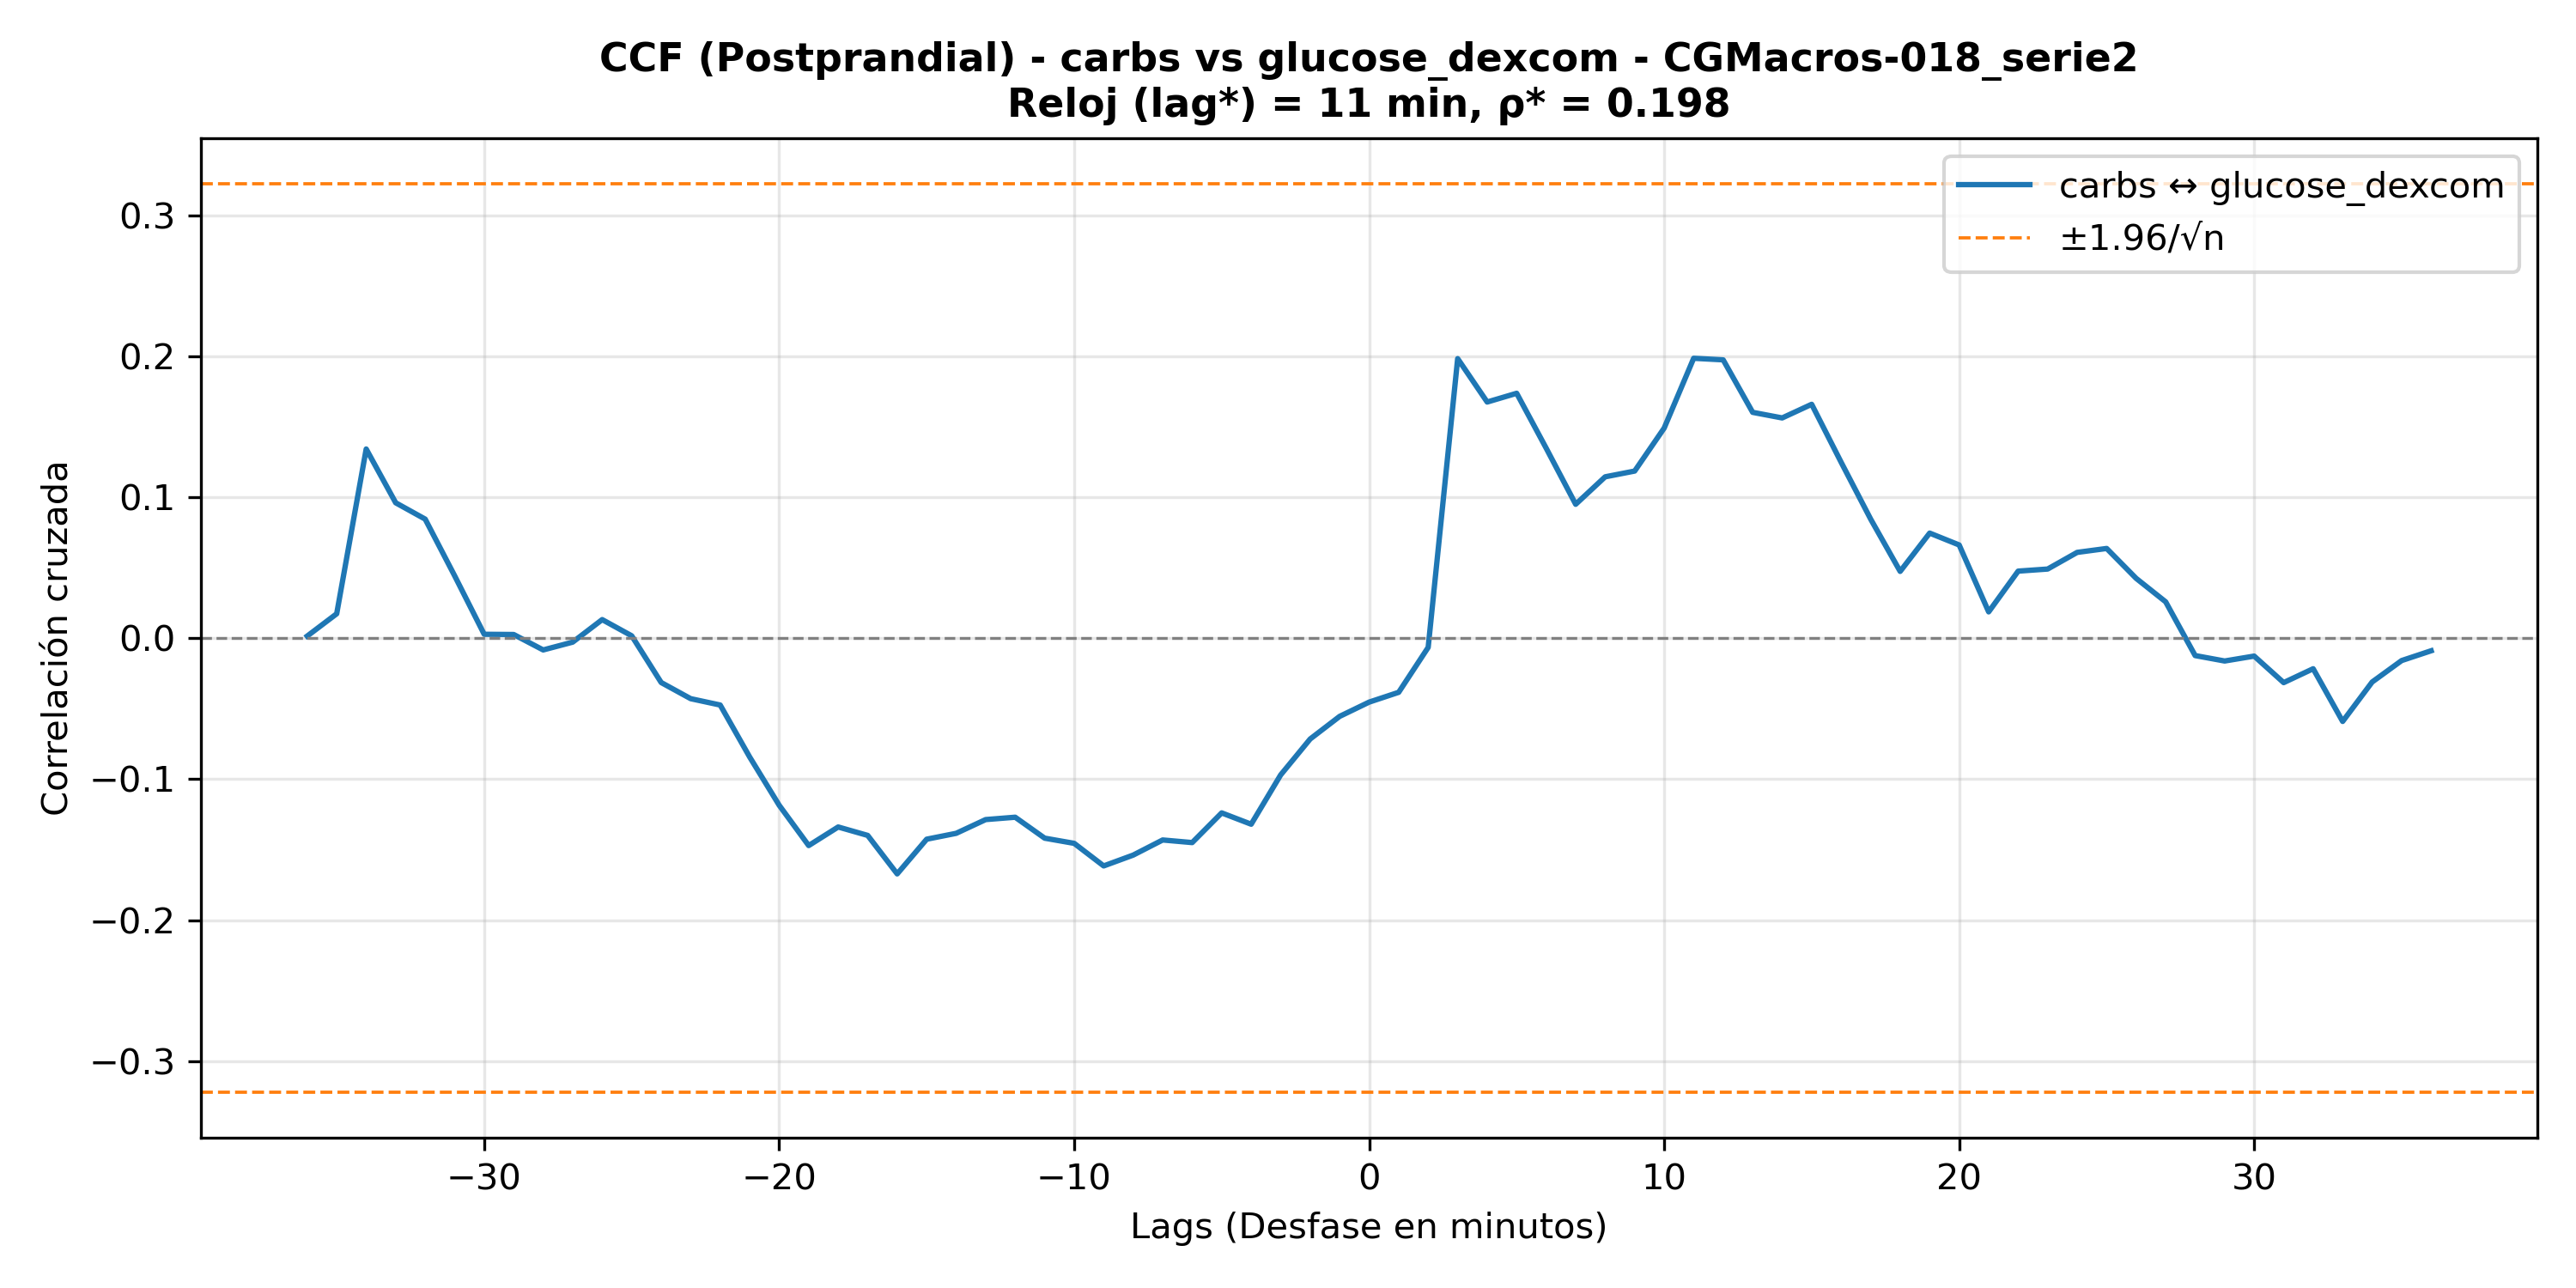 CCF (Postprandial) - carbs vs glucose_dexcom - CGMacros-018_serie2
Reloj (lag*) = 11 min, ρ* = 0.198
carbs ↔ glucose_dexcom
±1.96/√n
Correlación cruzada
0.3
0.2
0.1
0.0
−0.1
−0.2
−0.3
−30 −20 −10 0 10 20 30
Lags (Desfase en minutos)